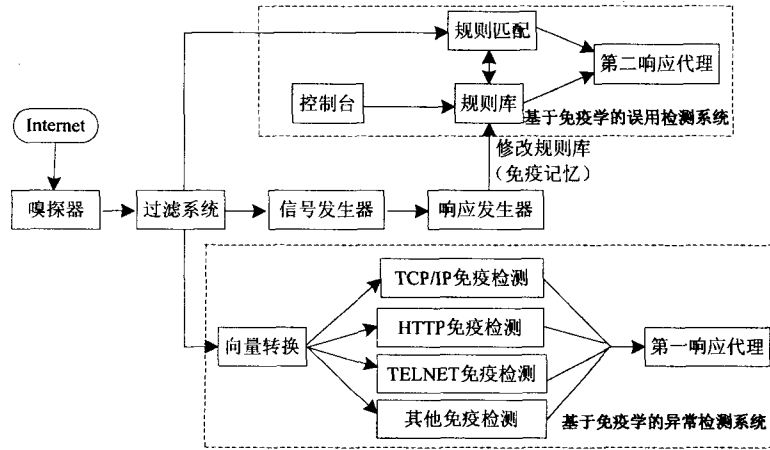 规则匹配
第二响应代理
控制台
规则库
基于免疫学的误用检测系统
Internet
修改规则库
（免疫记忆）
嗅探器
过滤系统
信号发生器
响应发生器
TCP/IP免疫检测
HTTP免疫检测
向量转换
第一响应代理
TELNET免疫检测
其他免疫检测
基于免疫学的异常检测系统